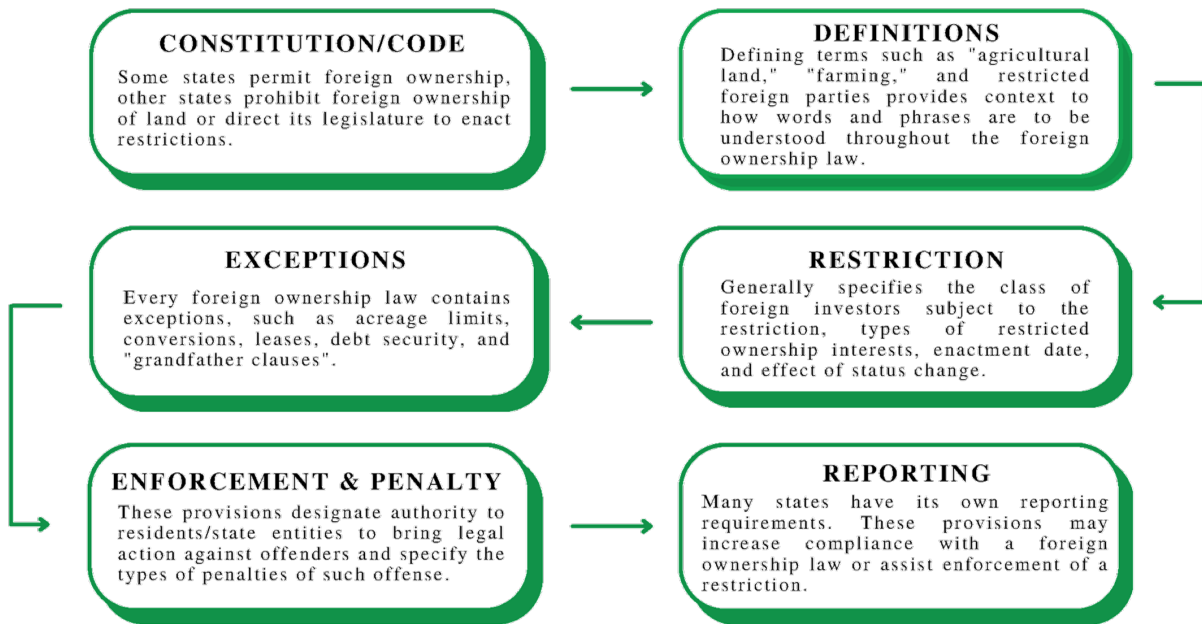 CONSTITUTION/CODE
Some states permit foreign ownership,
other states prohibit foreign ownership
of land or direct its legislature to enact
restrictions.
DEFINITIONS
Defining terms such as "agricultural
land," "farming," and restricted
foreign parties provides context to
how words and phrases are to be
understood throughout the foreign
ownership law.
RESTRICTION
Generally specifies the class of
foreign investors subject to the
restriction, types of restricted
ownership interests, enactment date,
and effect of status change.
EXCEPTIONS
Every foreign ownership law contains
exceptions, such as acreage limits,
conversions, leases, debt security, and
"grandfather clauses".
ENFORCEMENT & PENALTY
These provisions designate authority to
residents/state entities to bring legal
action against offenders and specify the
types of penalties of such offense.
REPORTING
Many states have its own reporting
requirements. These provisions may
increase compliance with a foreign
ownership law or assist enforcement of a
restriction.